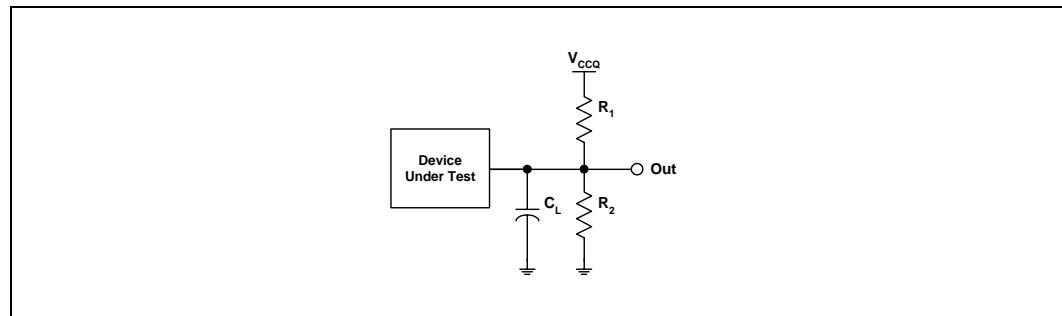 V_CCQ
R_1
Device
Under Test
Out
C_L
R_2